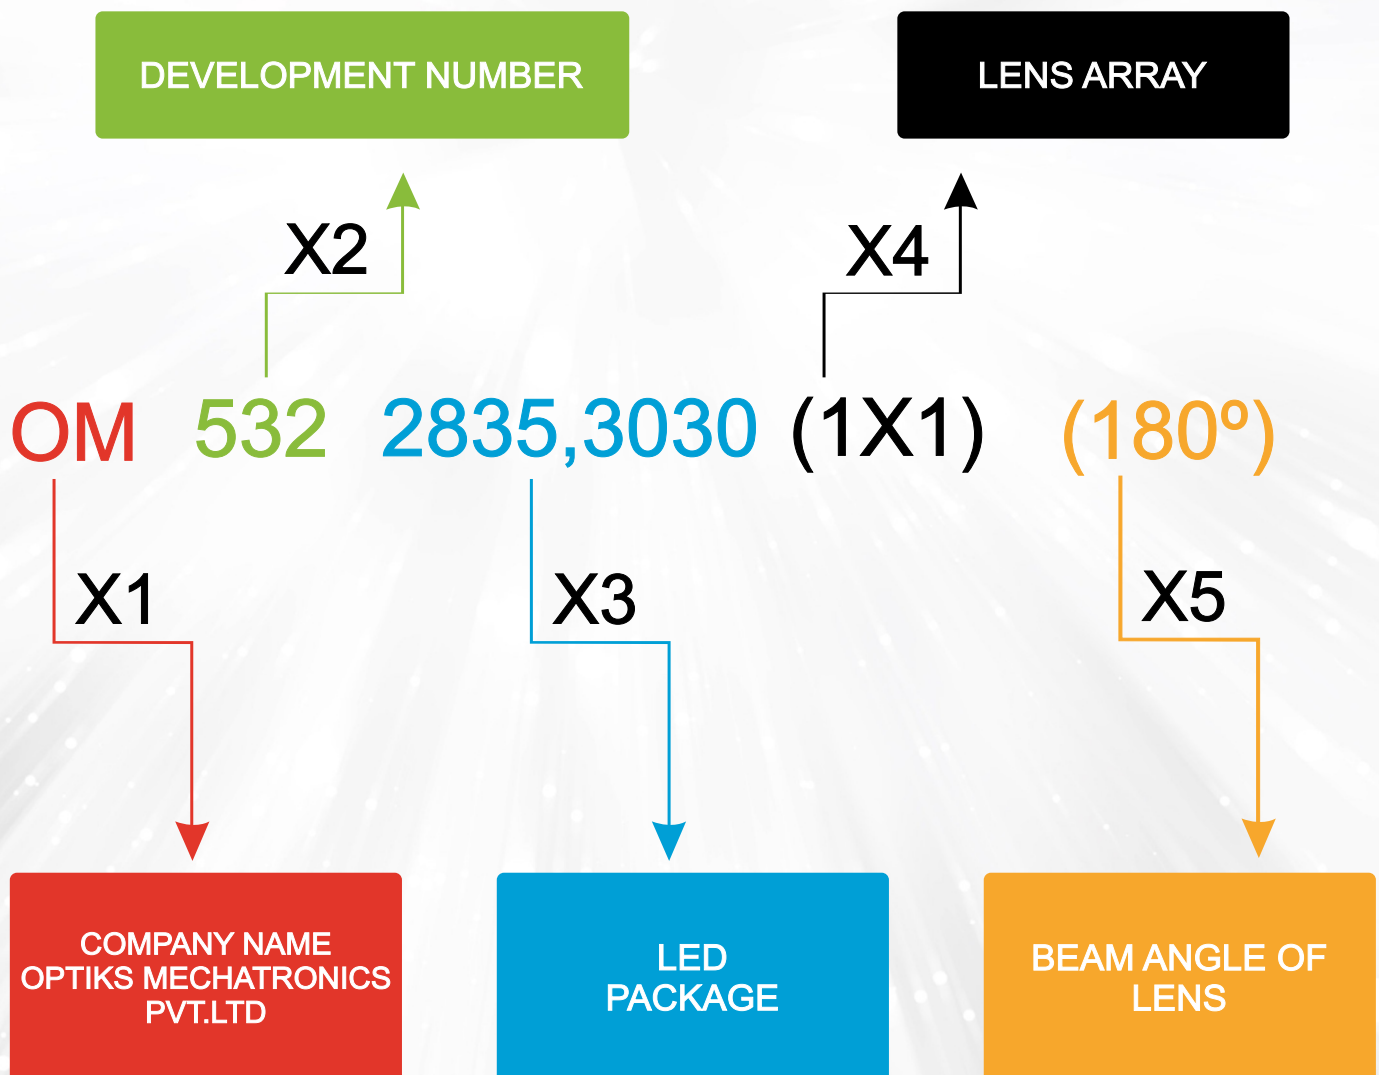 DEVELOPMENT NUMBER
LENS ARRAY
X2
X4
OM 532 2835,3030 (1X1) (180º)
X1
X3
X5
COMPANY NAME
OPTIKS MECHATRONICS
PVT.LTD
LED
PACKAGE
BEAM ANGLE OF
LENS